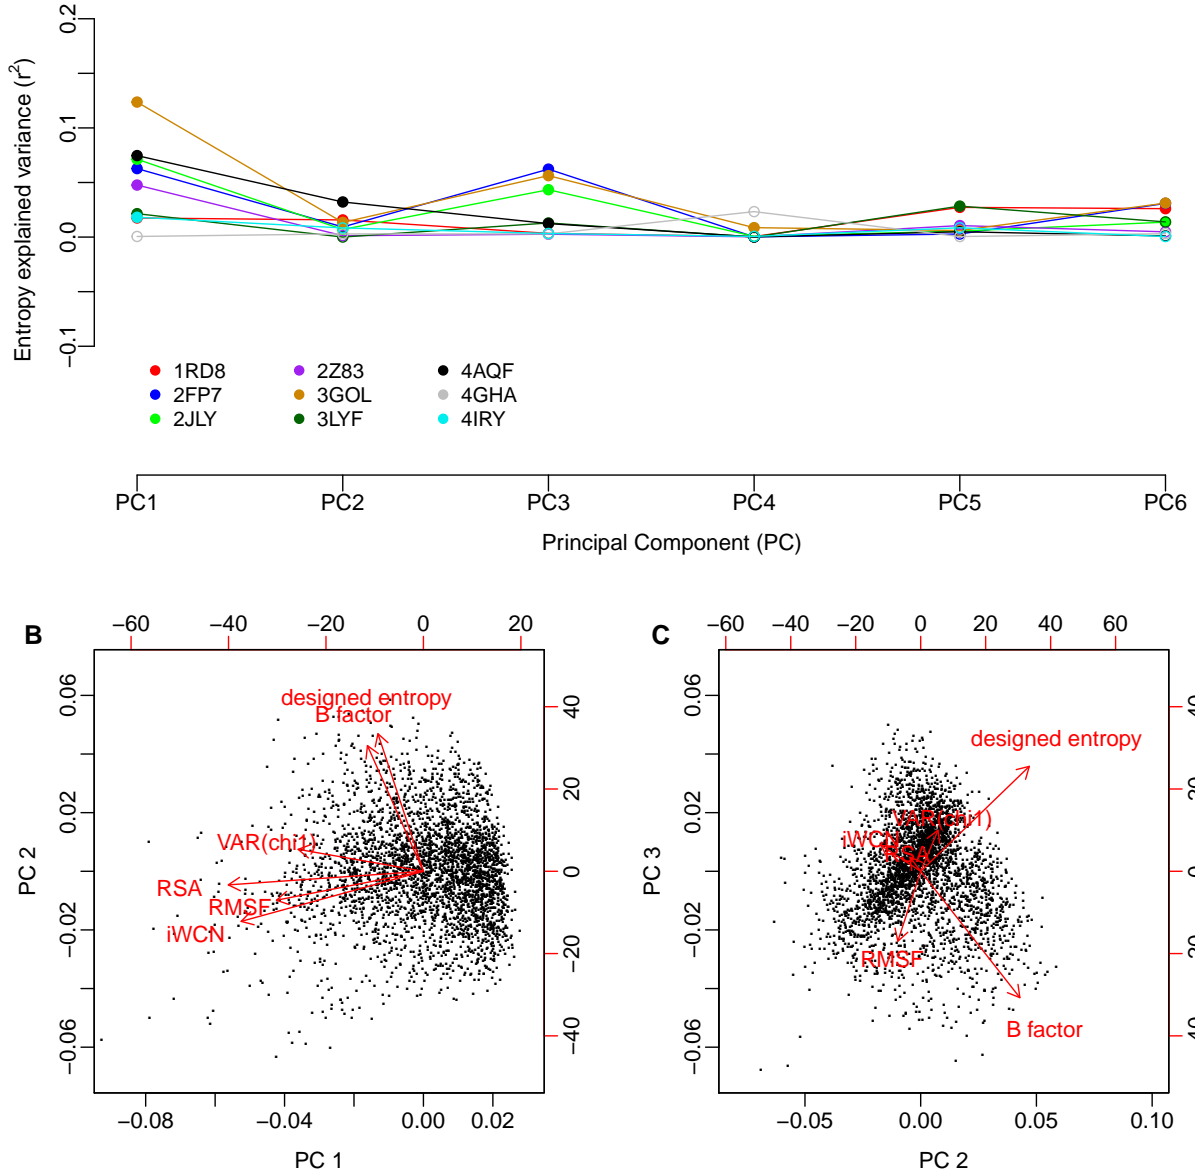 0.2
0.1
0.0
−0.1
Entropy explained variance (r2)
1RD8 2Z83 4AQF
2FP7 3GOL 4GHA
2JLY 3LYF 4IRY
PC1 PC2 PC3 PC4 PC5 PC6
Principal Component (PC)
B
−60 −40 −20 0 20
0.06
0.02
−0.02
−0.06
PC 2
designed entropy
B factor
VAR(chi1)
RSA
RMSF
iWCN
40
20
0
−20
−40
−0.08 −0.04 0.00 0.02
PC 1
C
−60 −40 −20 0 20 40 60
0.06
0.02
−0.02
−0.06
PC 3
designed entropy
VAR(chi1)
iWCN
RSA
RMSF
B factor
40
20
0
−20
−40
−0.05 0.00 0.05 0.10
PC 2